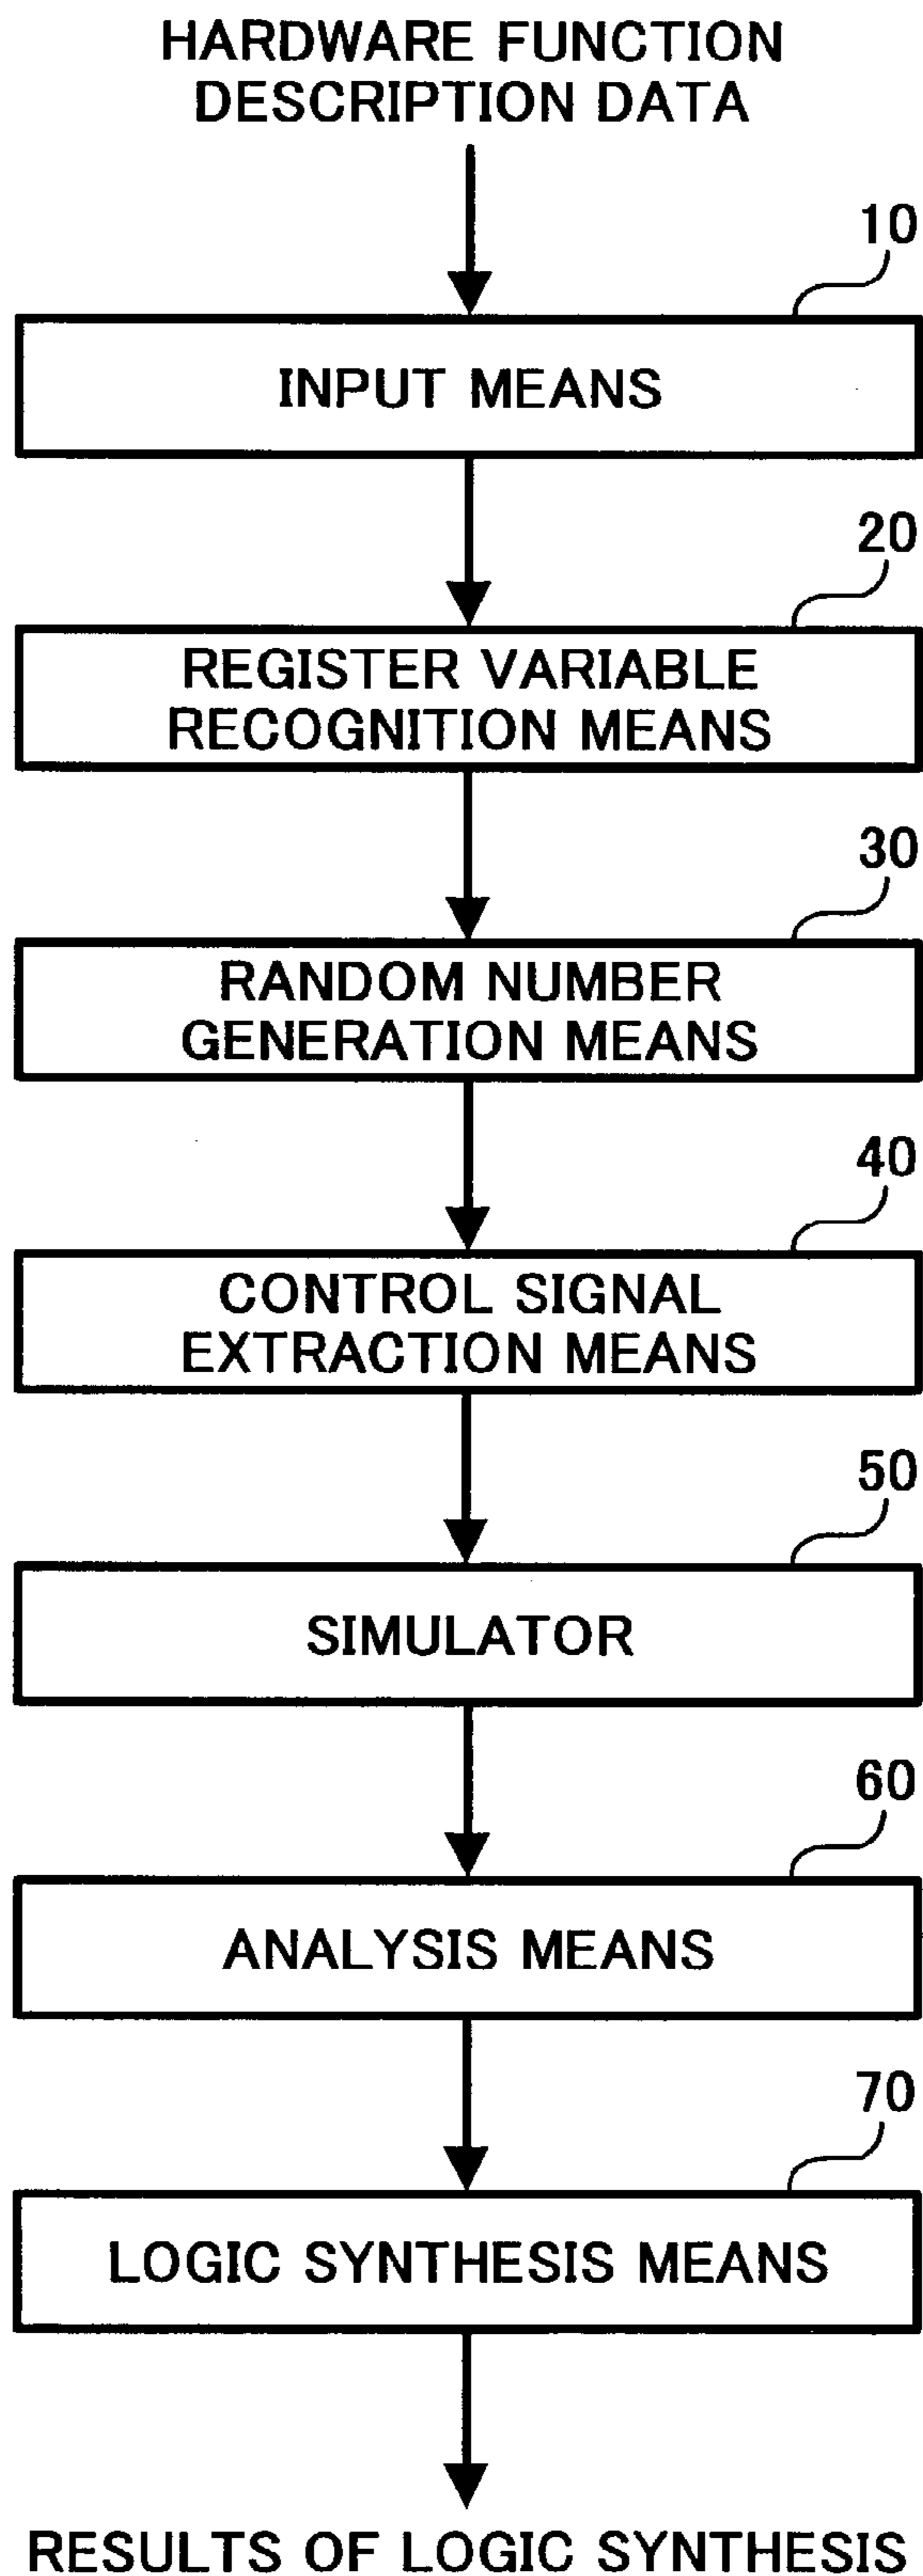 HARDWARE FUNCTION
DESCRIPTION DATA
10
INPUT MEANS
20
REGISTER VARIABLE
RECOGNITION MEANS
30
RANDOM NUMBER
GENERATION MEANS
40
CONTROL SIGNAL
EXTRACTION MEANS
50
SIMULATOR
60
ANALYSIS MEANS
70
LOGIC SYNTHESIS MEANS
RESULTS OF LOGIC SYNTHESIS